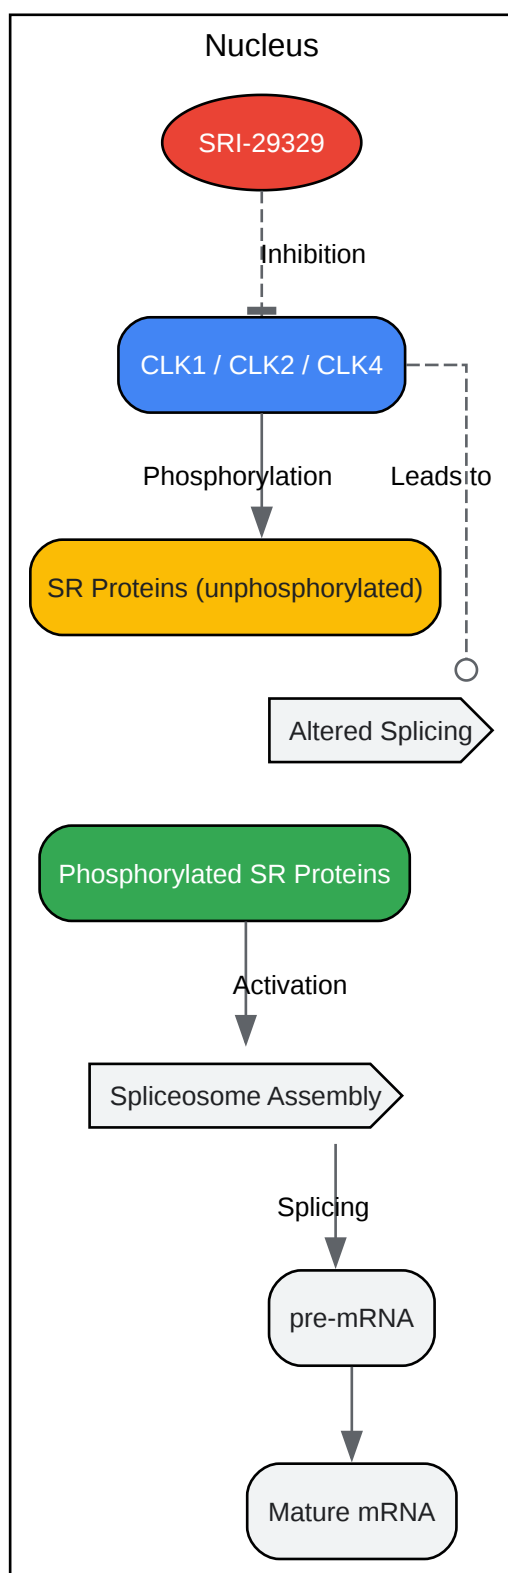 Nucleus
SRI-29329
Inhibition
CLK1 / CLK2 / CLK4
Phosphorylation
Leads to
SR Proteins (unphosphorylated)
Altered Splicing
Phosphorylated SR Proteins
Activation
Spliceosome Assembly
Splicing
pre-mRNA
Mature mRNA